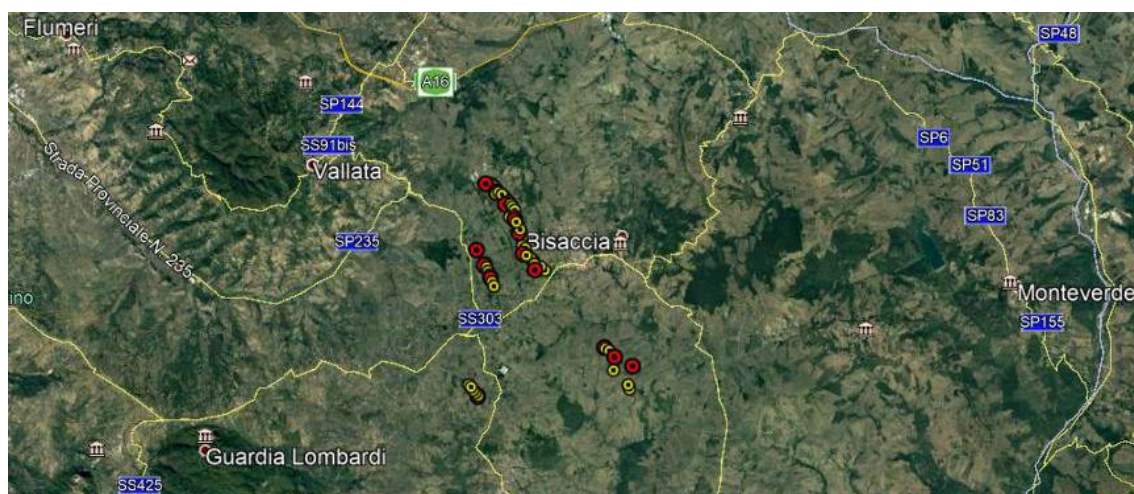 Flumeri
SP48
A16
SP144
SS91bis
SP6
Vallata
SP51
Strada Provinciale N. 235
SP83
SP235
Bisaccia
ino
Monteverde
SS303
SP155
Guardia Lombardi
SS425